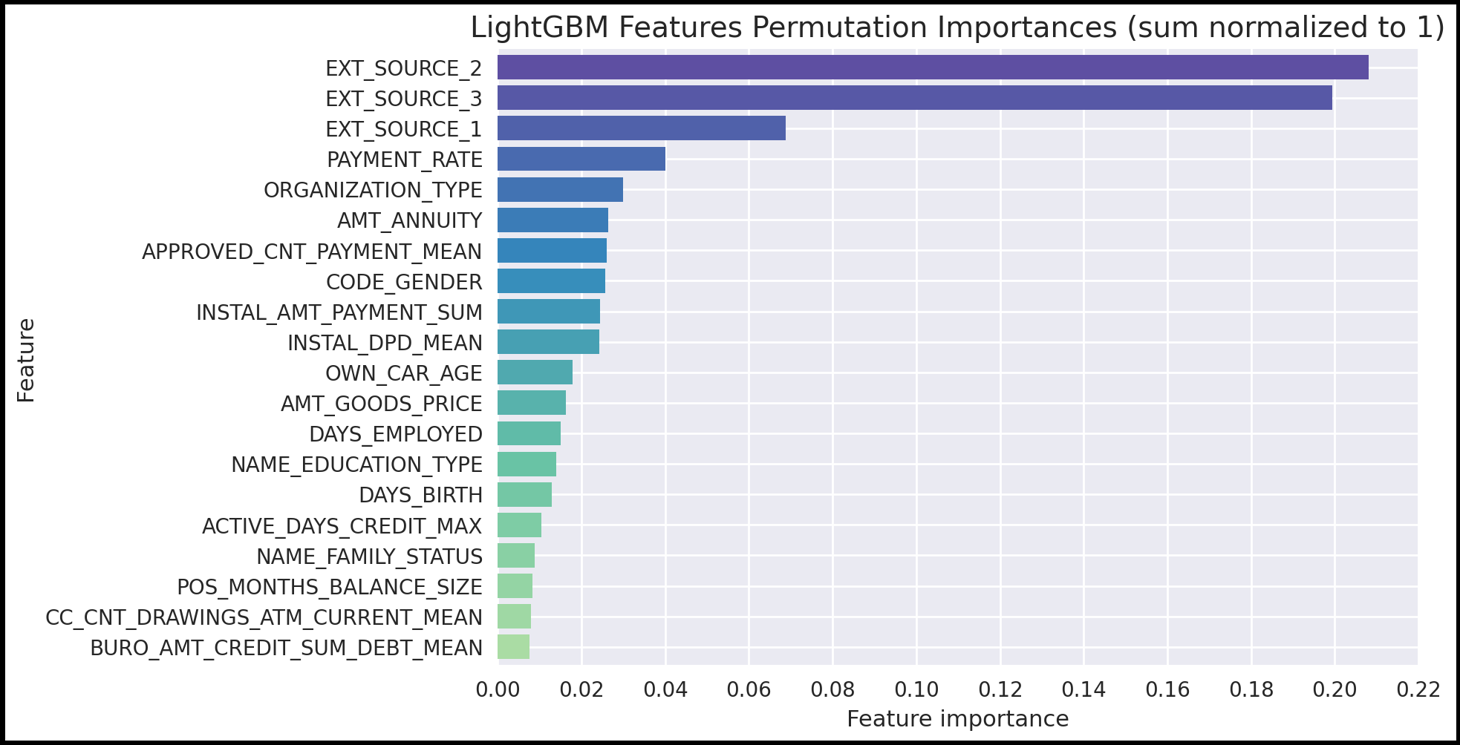 LightGBM Features Permutation Importances (sum normalized to 1)
EXT_SOURCE_2
EXT_SOURCE_3
EXT_SOURCE_1
PAYMENT_RATE
ORGANIZATION_TYPE
AMT_ANNUITY
APPROVED_CNT_PAYMENT_MEAN
CODE_GENDER
INSTAL_AMT_PAYMENT_SUM
INSTAL_DPD_MEAN
OWN_CAR_AGE
AMT_GOODS_PRICE
DAYS_EMPLOYED
NAME_EDUCATION_TYPE
DAYS_BIRTH
ACTIVE_DAYS_CREDIT_MAX
NAME_FAMILY_STATUS
POS_MONTHS_BALANCE_SIZE
CC_CNT_DRAWINGS_ATM_CURRENT_MEAN
BURO_AMT_CREDIT_SUM_DEBT_MEAN
Feature
0.00 0.02 0.04 0.06 0.08 0.10 0.12 0.14 0.16 0.18 0.20 0.22
Feature importance